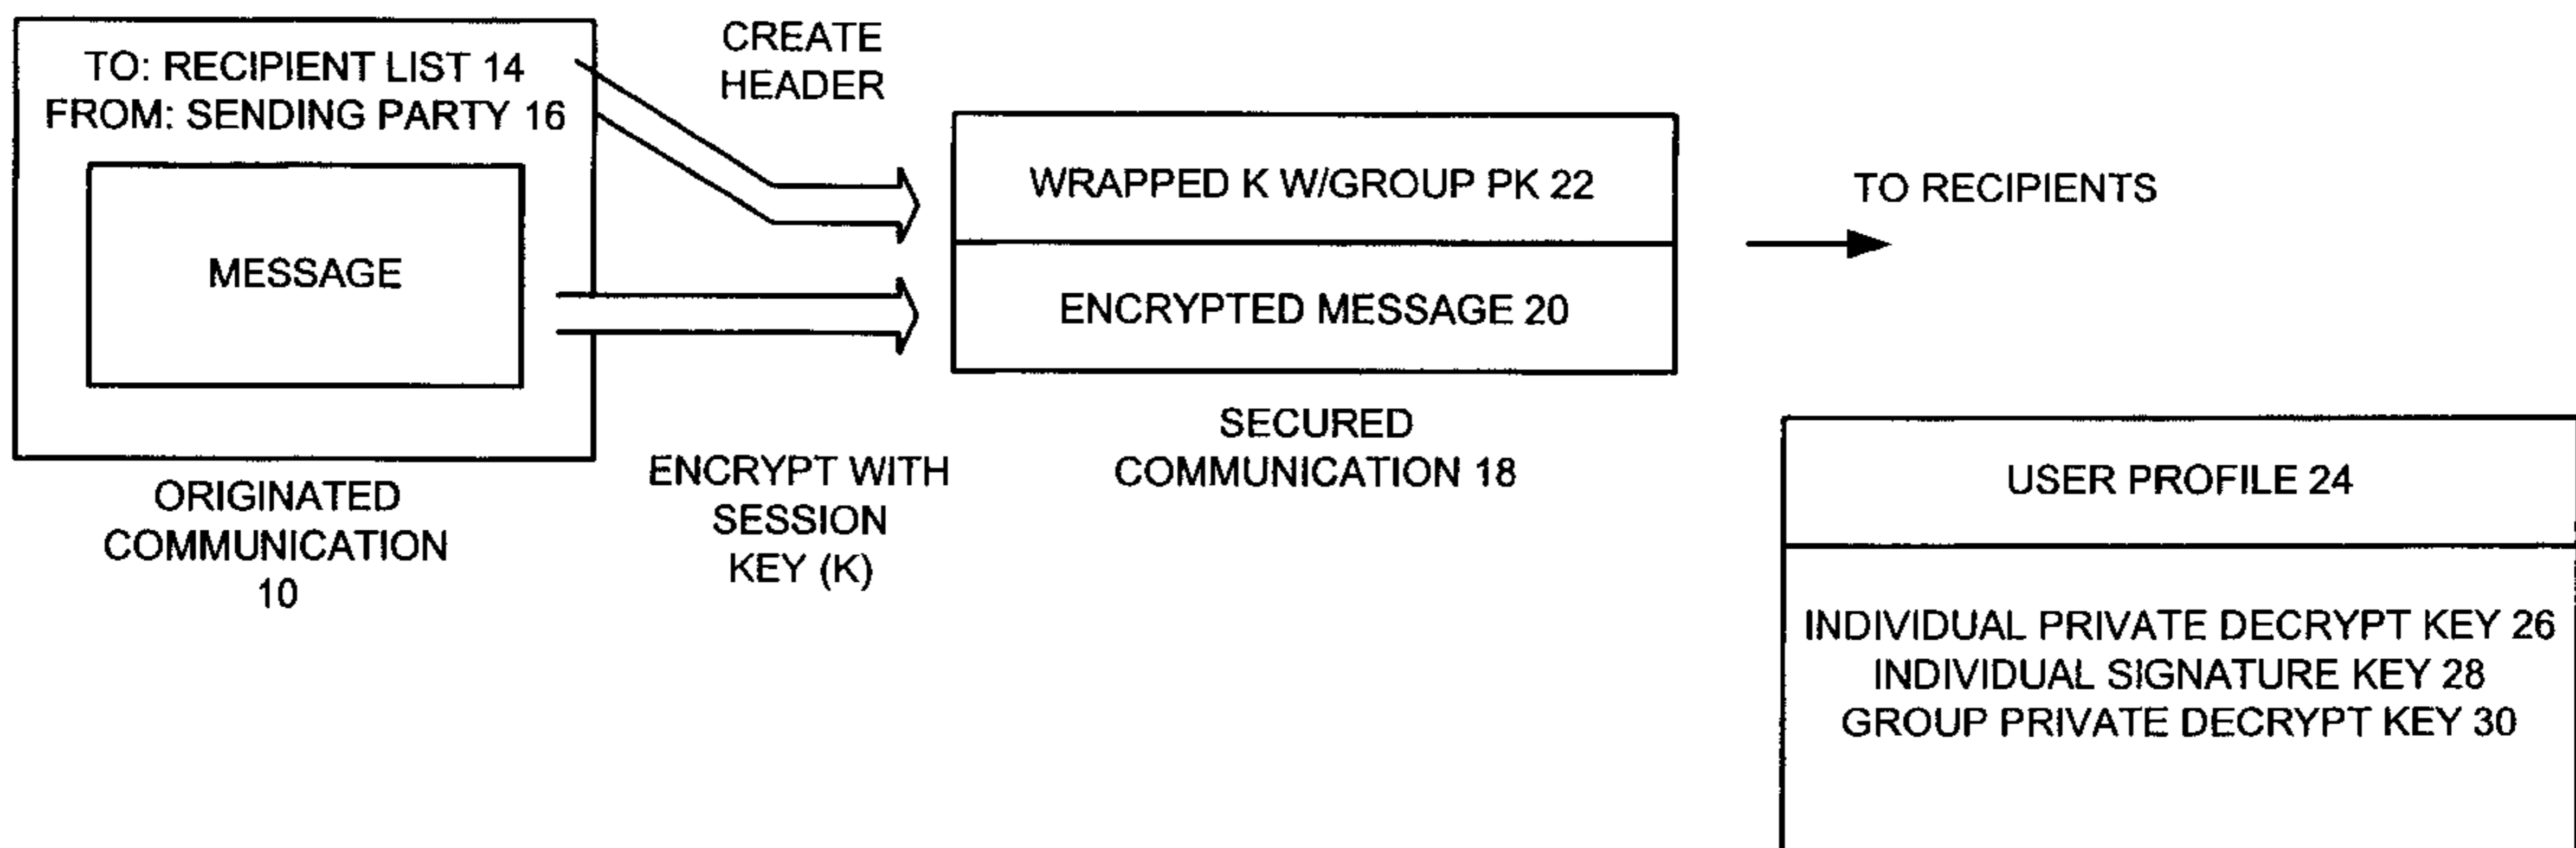 TO: RECIPIENT LIST 14
FROM: SENDING PARTY 16
MESSAGE
ORIGINATED
COMMUNICATION
10
CREATE
HEADER
ENCRYPT WITH
SESSION
KEY (K)
WRAPPED K W/GROUP PK 22
ENCRYPTED MESSAGE 20
SECURED
COMMUNICATION 18
TO RECIPIENTS
USER PROFILE 24
INDIVIDUAL PRIVATE DECRYPT KEY 26
INDIVIDUAL SIGNATURE KEY 28
GROUP PRIVATE DECRYPT KEY 30